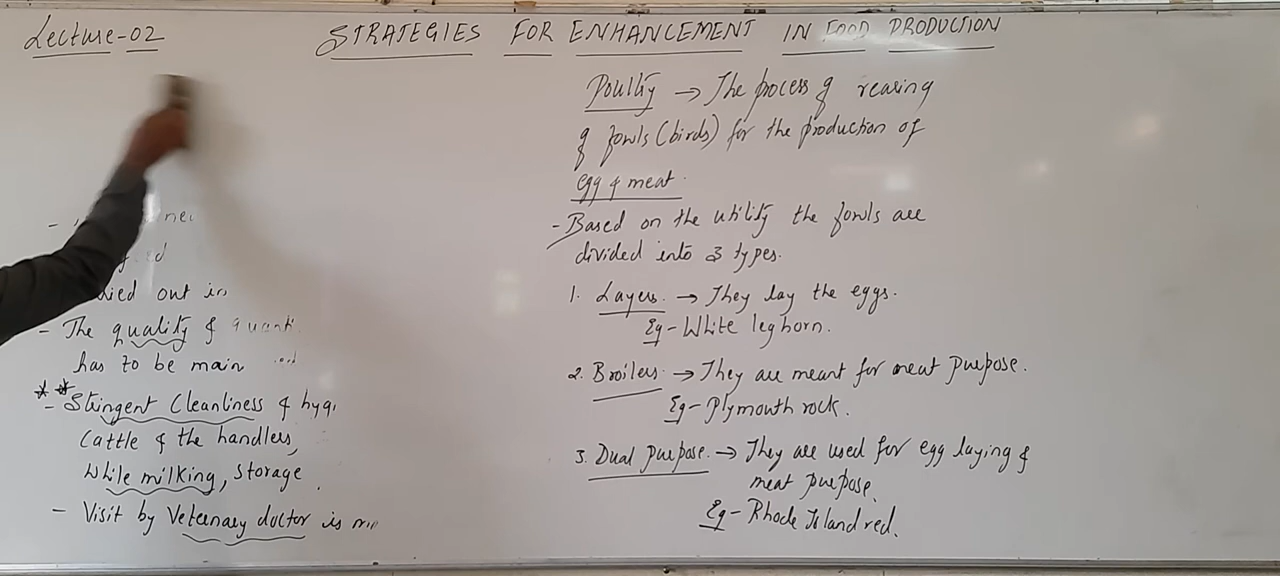 Lecture-02
STRATEGIES FOR ENHANCEMENT IN FOOD PRODUCTION
- The quality &
has to be main
** - Stringent Cleanliness &
Cattle & the handlers,
while milking, storage
- Visit by Veternary doctor is
Poultry → The process of rearing
of fowls (birds) for the production of
egg & meat.
- Based on the utility the fowls are
divided into 3 types.
1. Layers → They lay the eggs.
Eg - White leghorn.
2. Broilers → They are meant for meat purpose.
Eg - Plymouth rock.
3. Dual purpose. → They are used for egg laying &
meat purpose.
Eg - Rhode Island red.